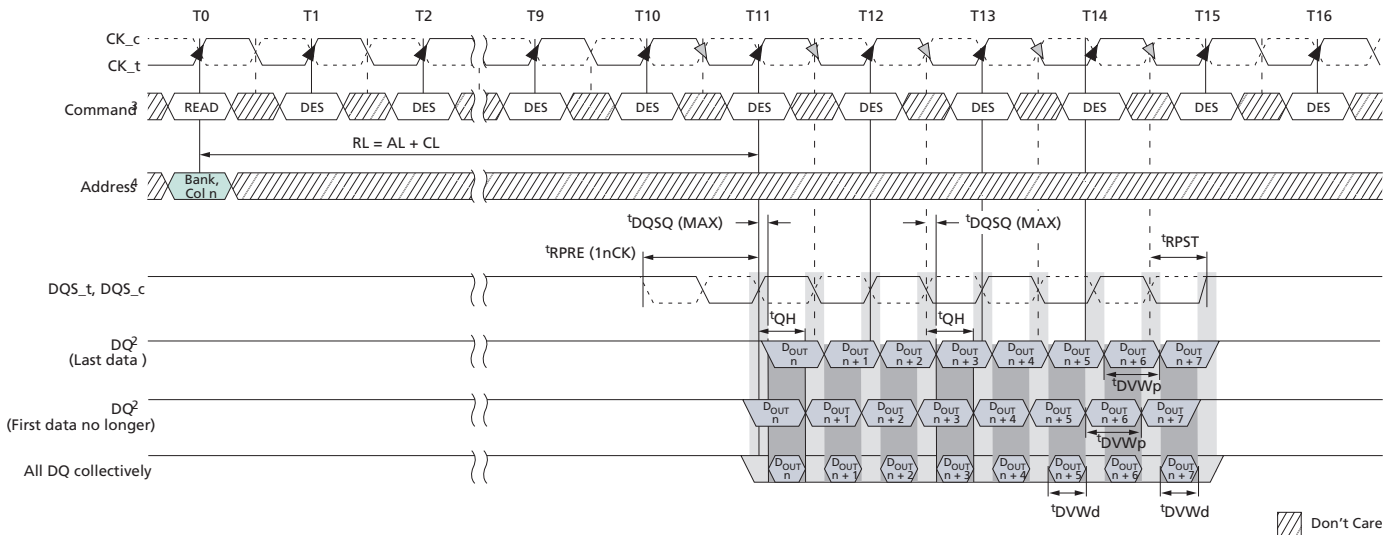 T0 T1 T2 T9 T10 T11 T12 T13 T14 T15 T16
CK_c
CK_t
Command3 READ DES DES DES DES DES DES DES DES DES DES
RL = AL + CL
Address4 Bank,
Col n
tDQSQ (MAX) tDQSQ (MAX)
tRPRE (1nCK) tRPST
DQS_t, DQS_c
tQH tQH
DQ2
(Last data )
DOUT n DOUT n + 1 DOUT n + 2 DOUT n + 3 DOUT n + 4 DOUT n + 5 DOUT n + 6 DOUT n + 7
tDVWp
DQ2
(First data no longer)
DOUT n DOUT n + 1 DOUT n + 2 DOUT n + 3 DOUT n + 4 DOUT n + 5 DOUT n + 6 DOUT n + 7
tDVWp
All DQ collectively
DOUT n DOUT n + 1 DOUT n + 2 DOUT n + 3 DOUT n + 4 DOUT n + 5 DOUT n + 6 DOUT n + 7
tDVWd tDVWd
Don't Care